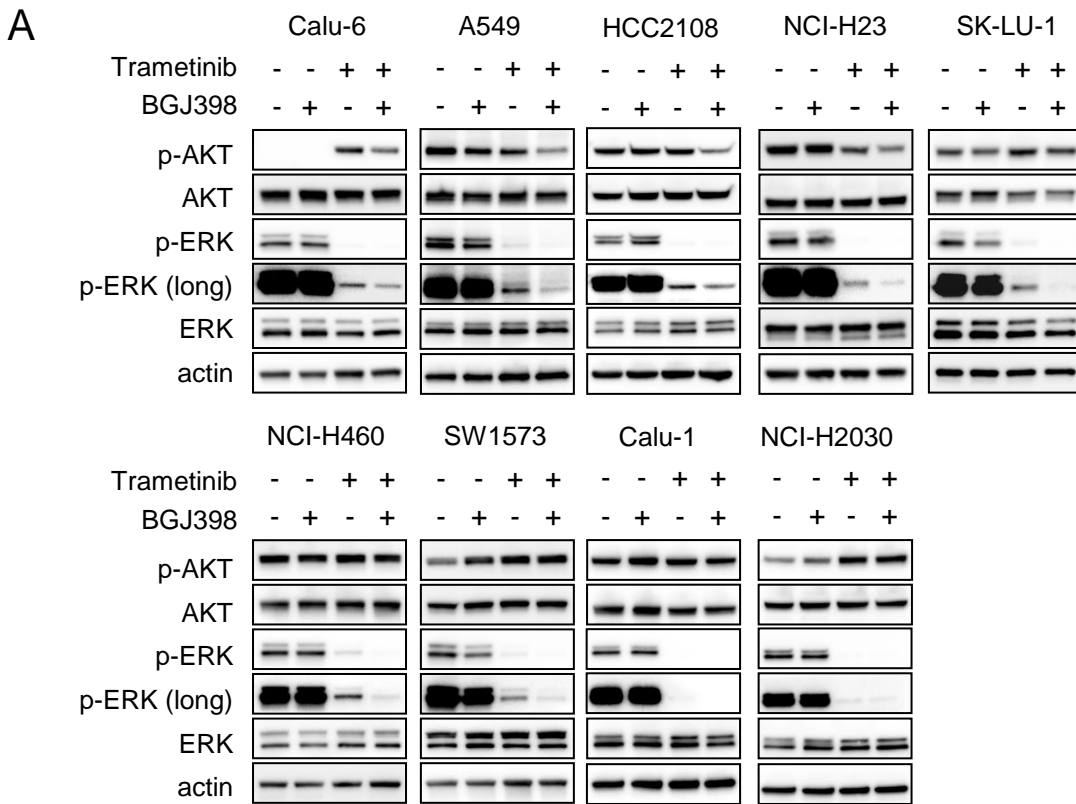 A
Calu-6 A549 HCC2108 NCI-H23 SK-LU-1
Trametinib - - + + - - + + - - + + - - + + - - + +
BGJ398 - + - + - + - + - + - + - + - + - + - +
p-AKT
AKT
p-ERK
p-ERK (long)
ERK
actin
NCI-H460 SW1573 Calu-1 NCI-H2030
Trametinib - - + + - - + + - - + + - - + +
BGJ398 - + - + - + - + - + - + - + - +
p-AKT
AKT
p-ERK
p-ERK (long)
ERK
actin